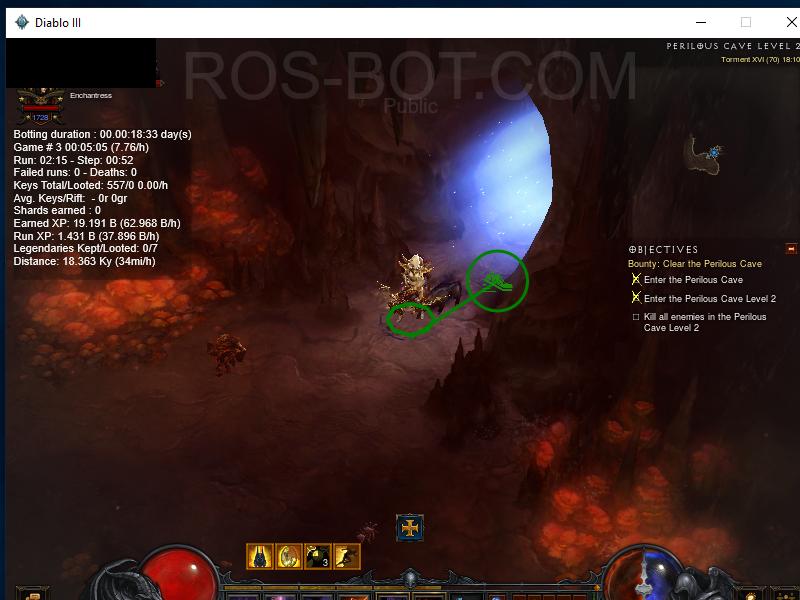 Diablo III
ROS-BOT.COM
Public
PERILOUS CAVE LEVEL 2
Torment XVI (70) 18:10
Enchantress
1728
Botting duration : 00.00:18:33 day(s)
Game # 3 00:05:05 (7.76/h)
Run: 02:15 - Step: 00:52
Failed runs: 0 - Deaths: 0
Keys Total/Looted: 557/0 0.00/h
Avg. Keys/Rift: - 0r 0gr
Shards earned : 0
Earned XP: 19.191 B (62.968 B/h)
Run XP: 1.431 B (37.896 B/h)
Legendaries Kept/Looted: 0/7
Distance: 18.363 Ky (34mi/h)
OBJECTIVES
Bounty: Clear the Perilous Cave
Enter the Perilous Cave
Enter the Perilous Cave Level 2
Kill all enemies in the Perilous
Cave Level 2
3